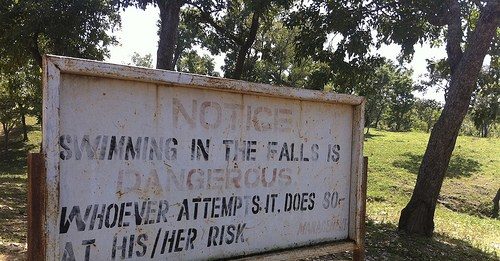 NOTICE
SWIMMING IN THE FALLS IS
DANGEROUS
WHOEVER ATTEMPTS.IT. DOES SO
AT HIS/HER RISK